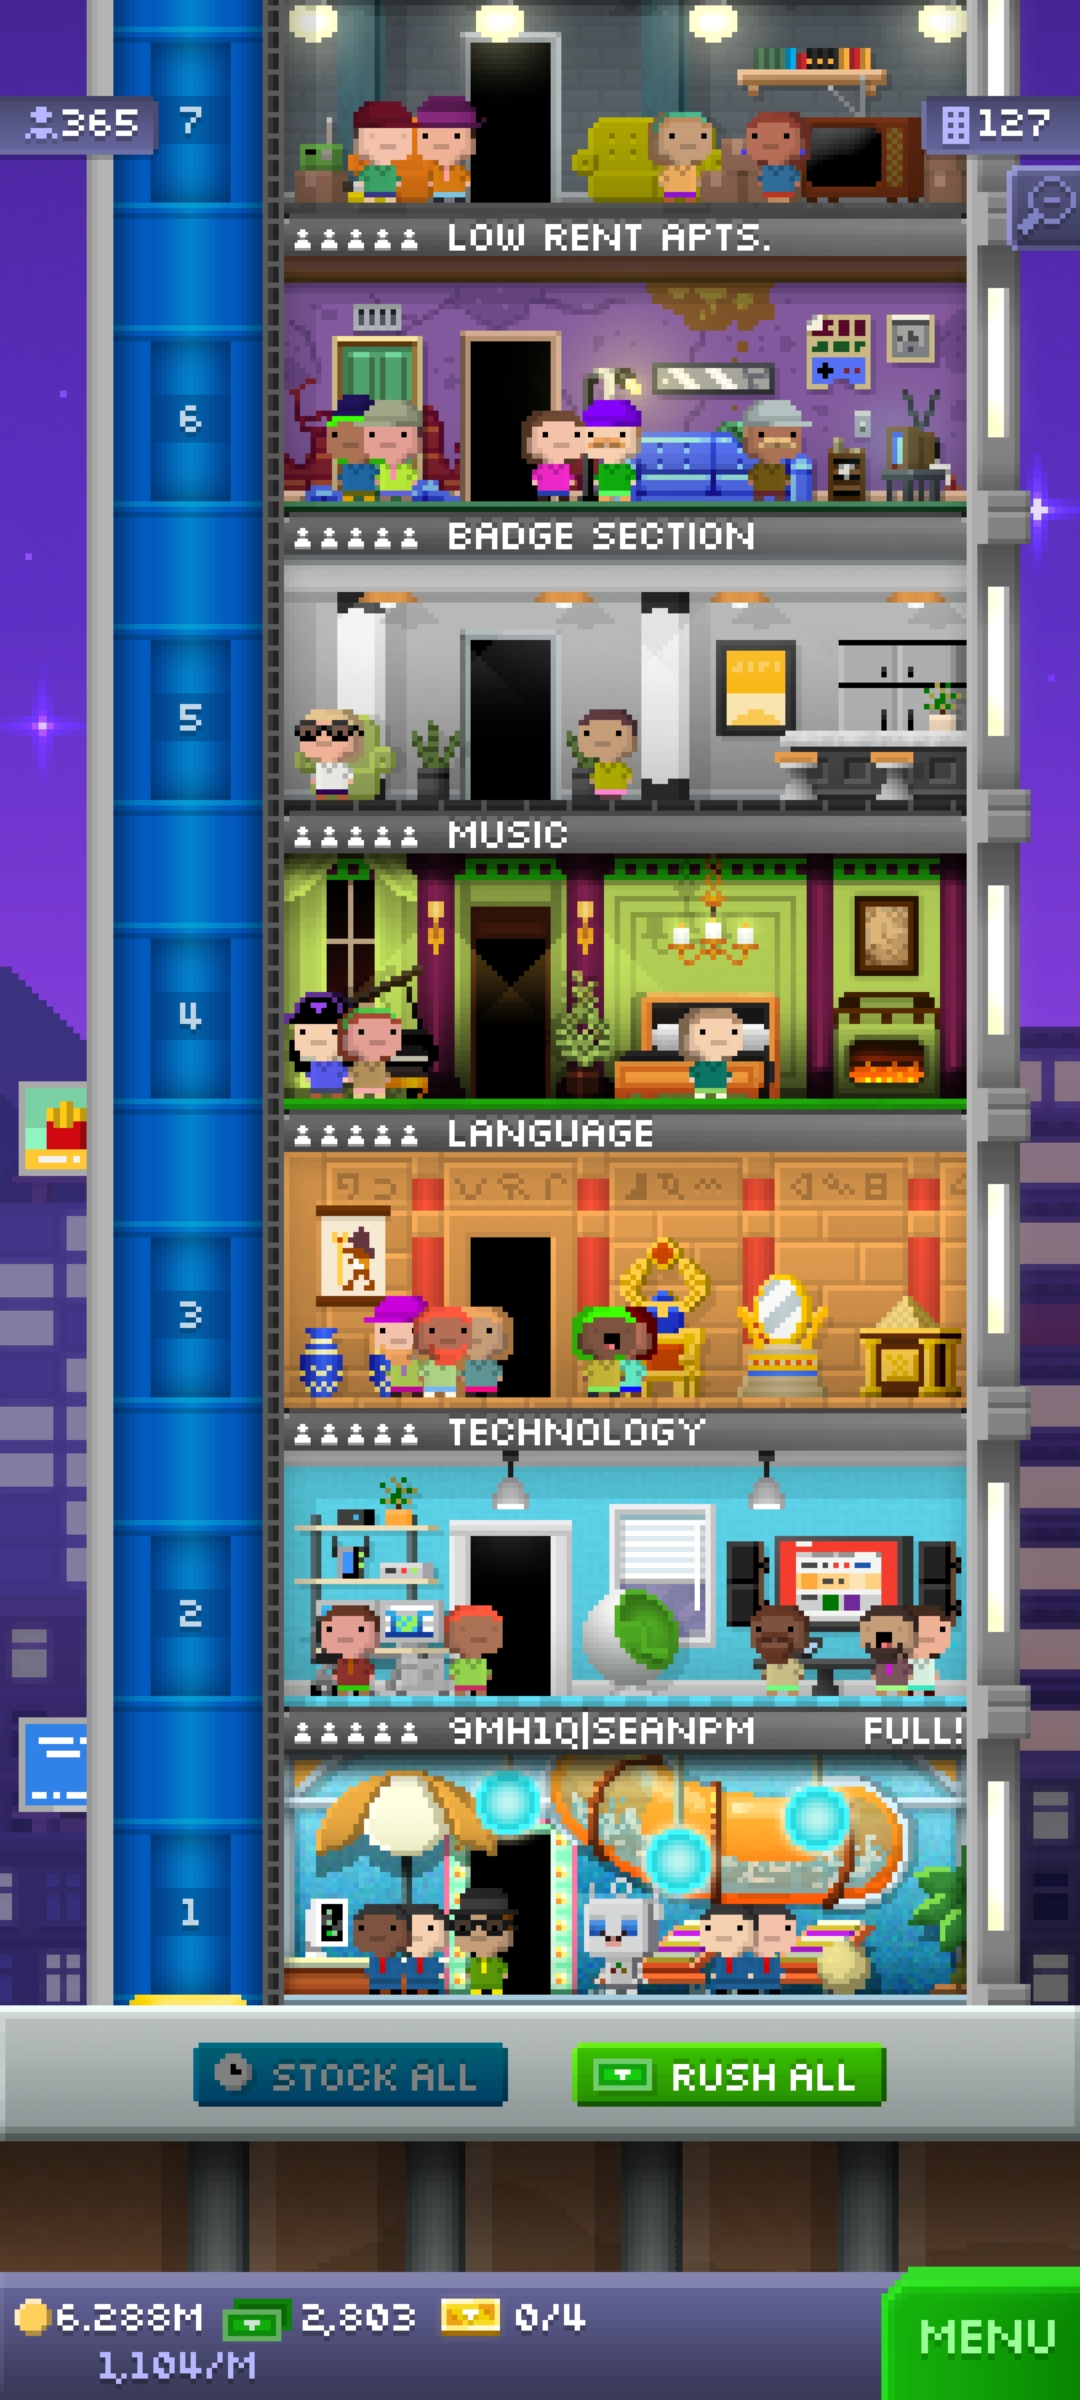 365
7
127
LOW RENT APTS.
6
BADGE SECTION
5
MUSIC
4
LANGUAGE
3
TECHNOLOGY
2
9MH1Q|SEANPM FULL!
1
STOCK ALL
RUSH ALL
6.288M 2,803 0/4
1,104/M
MENU